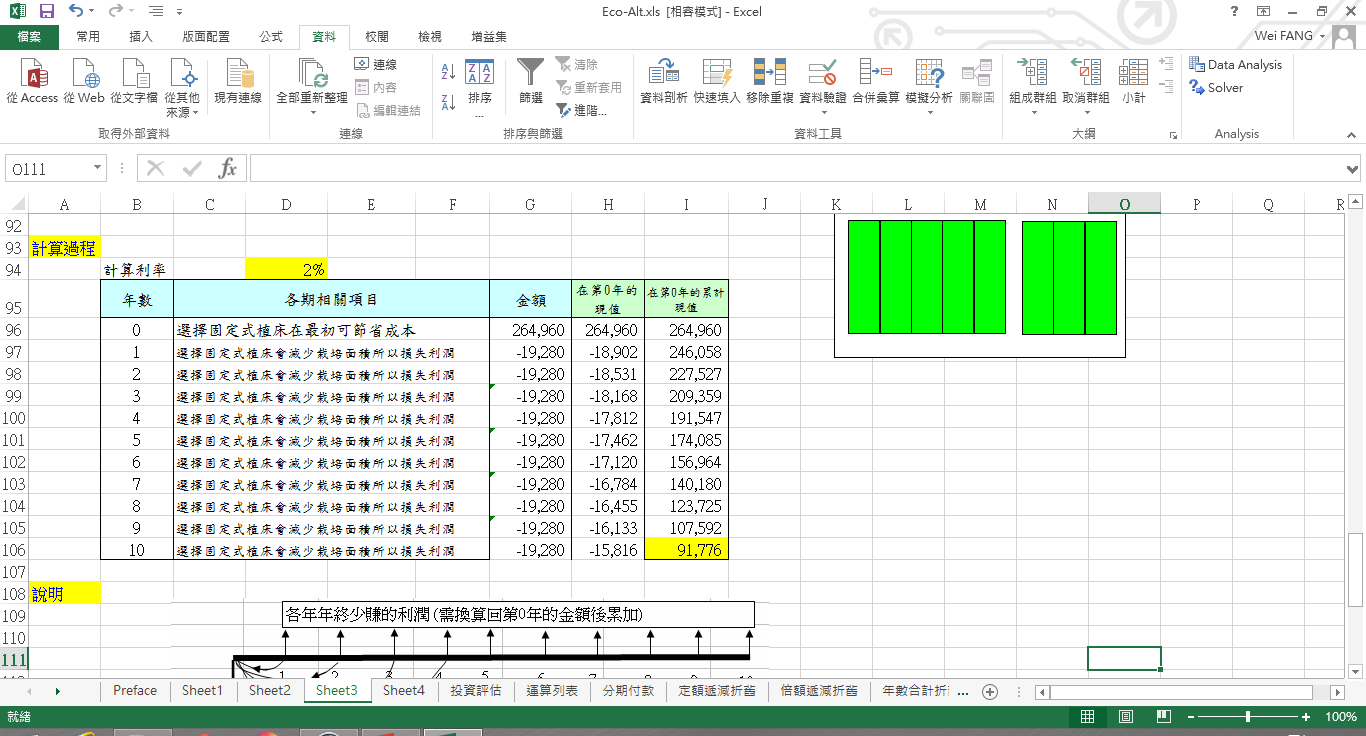 Eco-Alt.xls [相容模式] - Excel
檔案 常用 插入 版面配置 公式 資料 校閱 檢視 增益集 Wei FANG
從 Access 從 Web 從文字檔 從其他來源 現有連線 全部重新整理 連線 內容 編輯連結 排序... 篩選 清除 重新套用 進階... 資料剖析 快速填入 移除重複 資料驗證 合併彙算 模擬分析 關聯圖 組成群組 取消群組 小計 Data Analysis Solver
取得外部資料 連線 排序與篩選 資料工具 大綱 Analysis
O111 fx
A B C D E F G H I J K L M N O P Q R
92
93 計算過程
94 計算利率 2%
95 年數 各期相關項目 金額 在第0年的現值 在第0年的累計現值
96 0 選擇固定式植床在最初可節省成本 264,960 264,960 264,960
97 1 選擇固定式植床會減少栽培面積所以損失利潤 -19,280 -18,902 246,058
98 2 選擇固定式植床會減少栽培面積所以損失利潤 -19,280 -18,531 227,527
99 3 選擇固定式植床會減少栽培面積所以損失利潤 -19,280 -18,168 209,359
100 4 選擇固定式植床會減少栽培面積所以損失利潤 -19,280 -17,812 191,547
101 5 選擇固定式植床會減少栽培面積所以損失利潤 -19,280 -17,462 174,085
102 6 選擇固定式植床會減少栽培面積所以損失利潤 -19,280 -17,120 156,964
103 7 選擇固定式植床會減少栽培面積所以損失利潤 -19,280 -16,784 140,180
104 8 選擇固定式植床會減少栽培面積所以損失利潤 -19,280 -16,455 123,725
105 9 選擇固定式植床會減少栽培面積所以損失利潤 -19,280 -16,133 107,592
106 10 選擇固定式植床會減少栽培面積所以損失利潤 -19,280 -15,816 91,776
107
108 說明
109 各年年終少賺的利潤(需換算回第0年的金額後累加)
110
111
Preface Sheet1 Sheet2 Sheet3 Sheet4 投資評估 運算列表 分期付款 定額遞減折舊 倍額遞減折舊 年數合計折 ...
就緒 100%